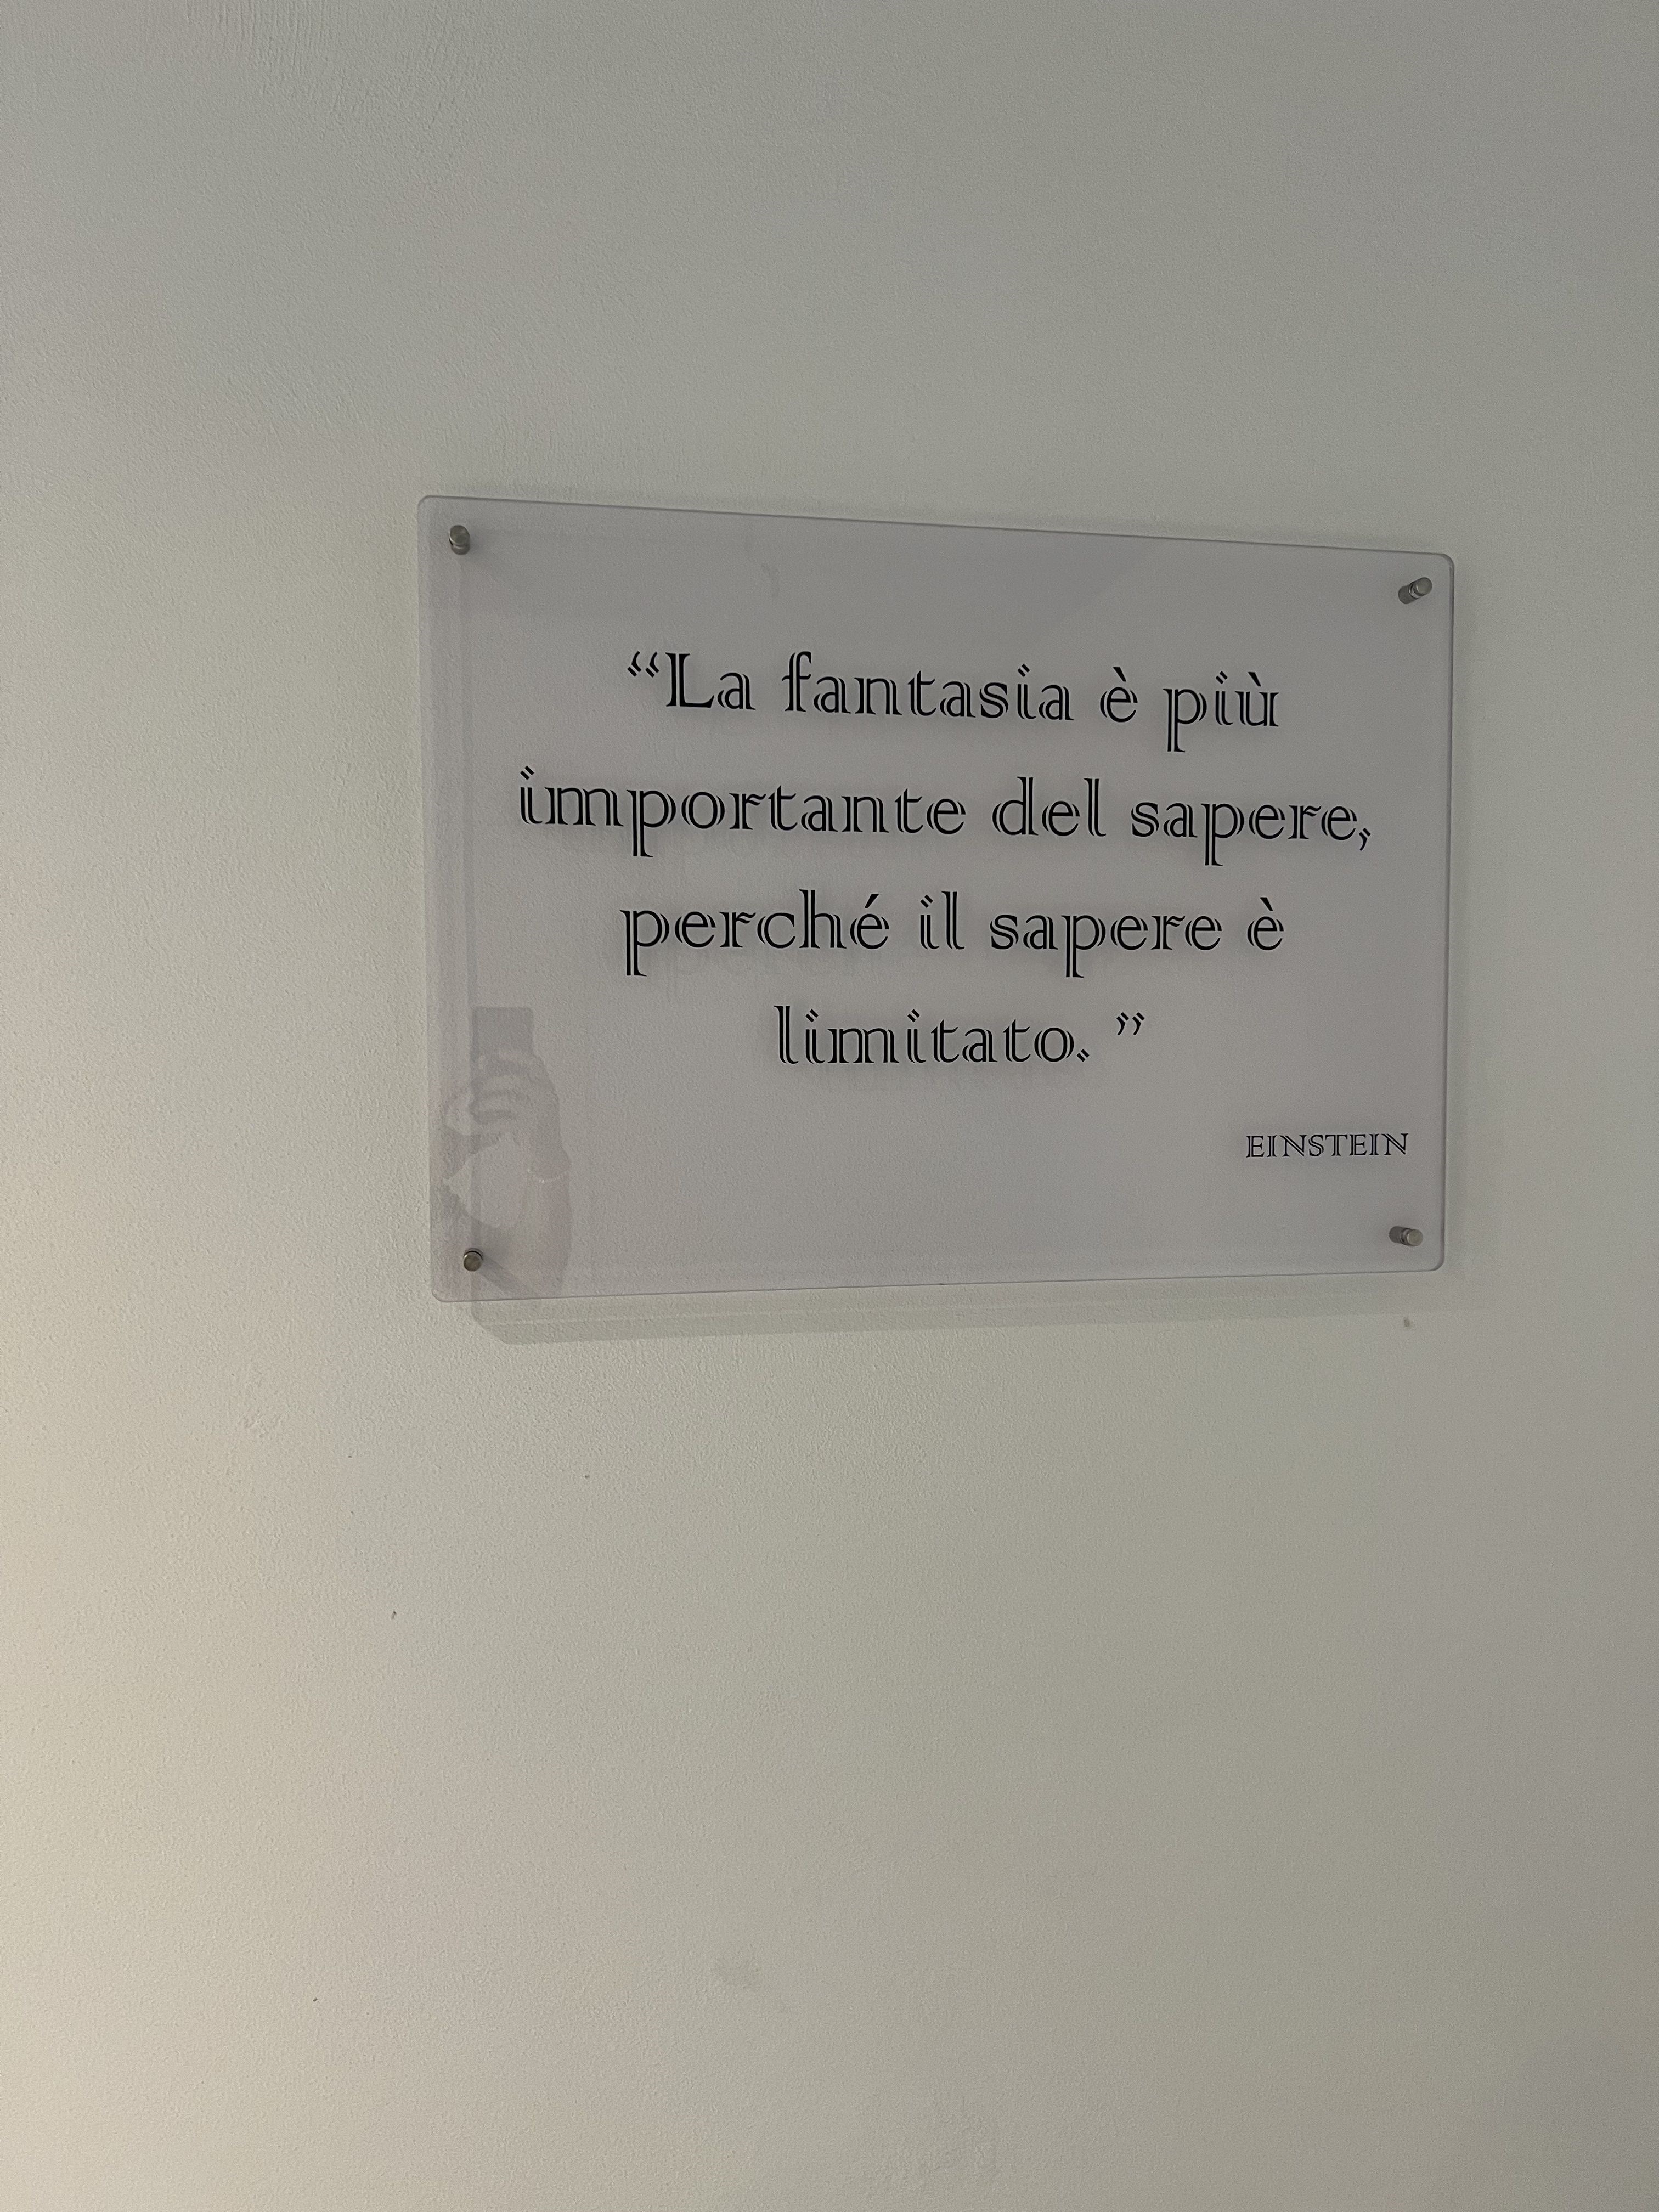 “La fantasia è più
importante del sapere,
perché il sapere è
limitato. ”
EINSTEIN